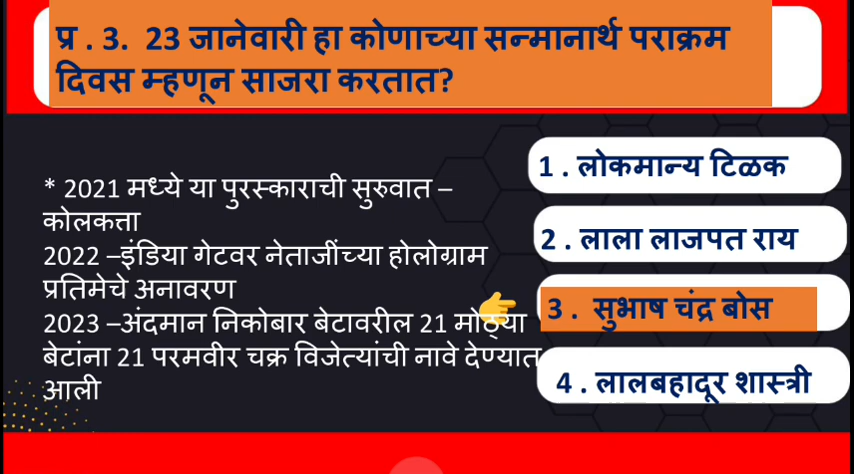 प्र . 3. 23 जानेवारी हा कोणाच्या सन्मानार्थ पराक्रम
दिवस म्हणून साजरा करतात?
* 2021 मध्ये या पुरस्काराची सुरुवात –
कोलकत्ता
2022 –इंडिया गेटवर नेताजींच्या होलोग्राम
प्रतिमेचे अनावरण
2023 –अंदमान निकोबार बेटावरील 21 मोठ्या
बेटांना 21 परमवीर चक्र विजेत्यांची नावे देण्यात
आली
1 . लोकमान्य टिळक
2 . लाला लाजपत राय
3 . सुभाष चंद्र बोस
4 . लालबहादूर शास्त्री